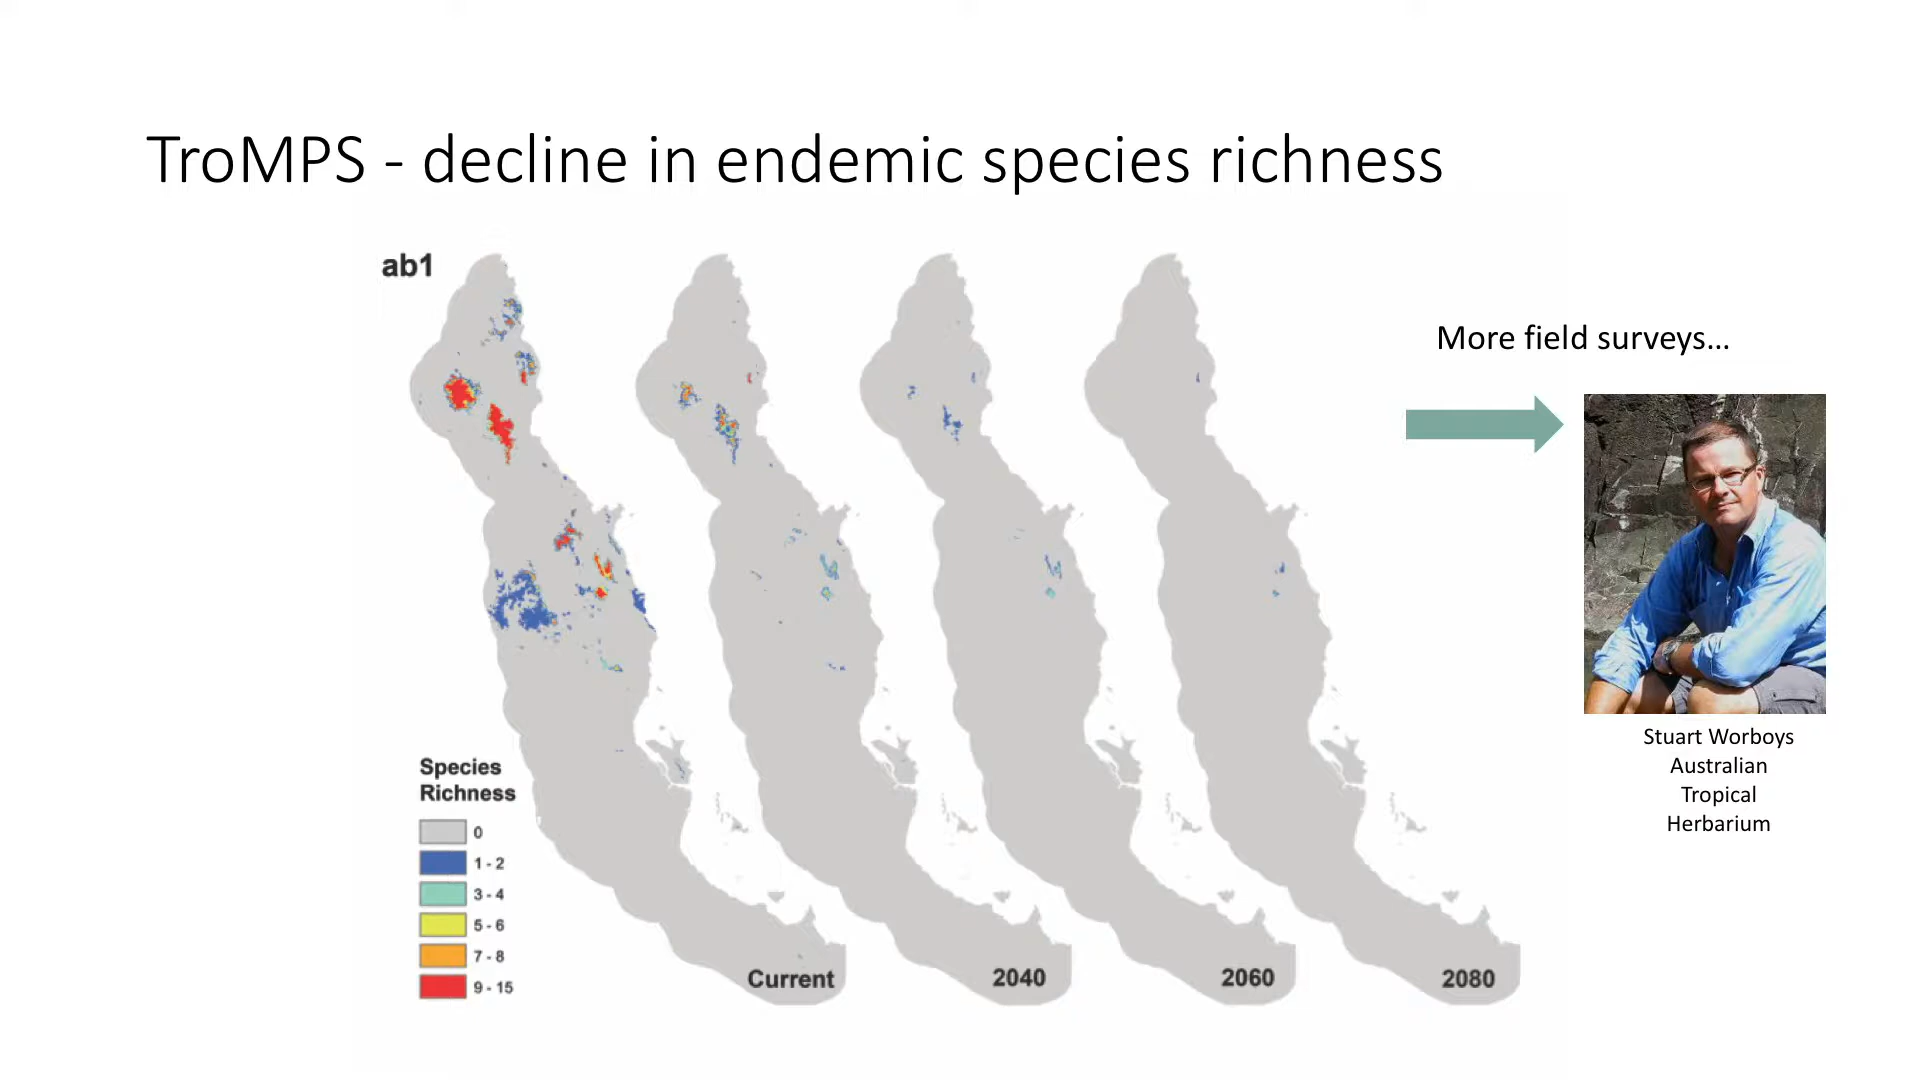 TroMPS - decline in endemic species richness
ab1
More field surveys...
Stuart Worboys
Australian
Tropical
Herbarium
Species
Richness
0
1 - 2
3 - 4
5 - 6
7 - 8
9 - 15
Current
2040
2060
2080